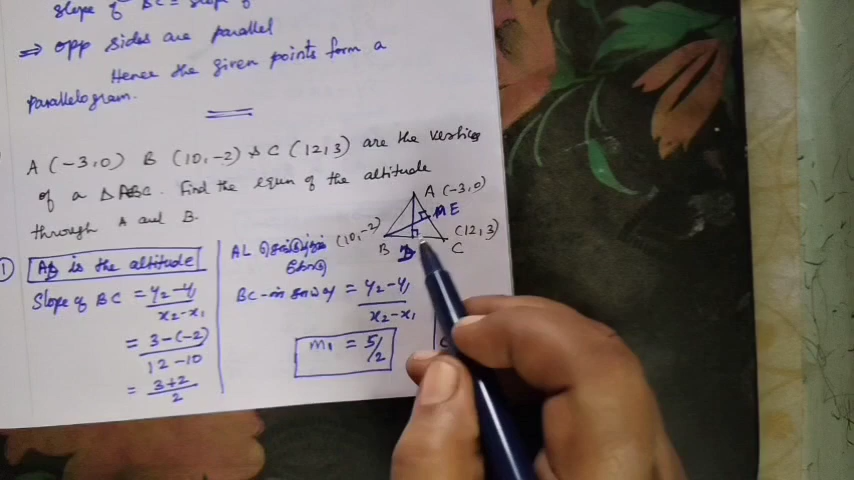 slope of BC = slope of
⇒ opp sides are parallel
Hence the given points form a
parallelogram.
A (-3,0) B (10,-2) & C (12,3) are the vertices
of a Δ ABC. Find the equn of the altitude
through A and B.
A (-3,0)
E
(10,-2)
(12,3)
B
D
C
1
AD is the altitude
Slope of BC = y₂-y₁
x₂-x₁
= 3-(-2)
12-10
= 3+2
2
BC = y₂-y₁
x₂-x₁
m₁ = 5/2